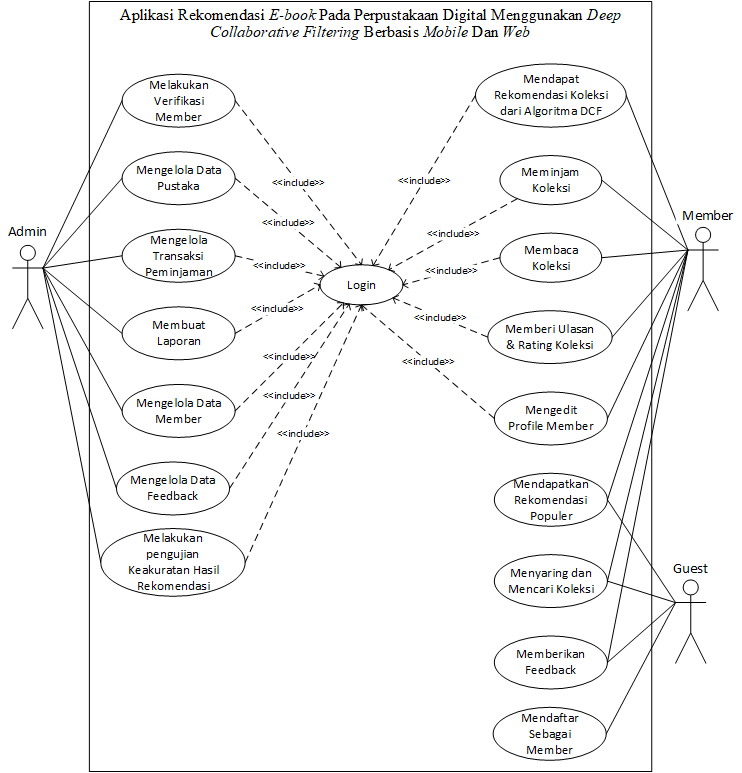 Aplikasi Rekomendasi E-book Pada Perpustakaan Digital Menggunakan Deep
Collaborative Filtering Berbasis Mobile Dan Web
Admin
Melakukan
Verifikasi
Member
Mengelola Data
Pustaka
Mengelola
Transaksi
Peminjaman
Membuat
Laporan
Mengelola Data
Member
Mengelola Data
Feedback
Melakukan
pengujian
Keakuratan Hasil
Rekomendasi
<<include>>
<<include>>
<<include>>
<<include>>
<<include>>
<<include>>
<<include>>
Login
<<include>>
<<include>>
<<include>>
<<include>>
<<include>>
Mendapat
Rekomendasi Koleksi
dari Algoritma DCF
Meminjam
Koleksi
Membaca
Koleksi
Memberi Ulasan
& Rating Koleksi
Mengedit
Profile Member
Mendapatkan
Rekomendasi
Populer
Menyaring dan
Mencari Koleksi
Memberikan
Feedback
Mendaftar
Sebagai
Member
Member
Guest